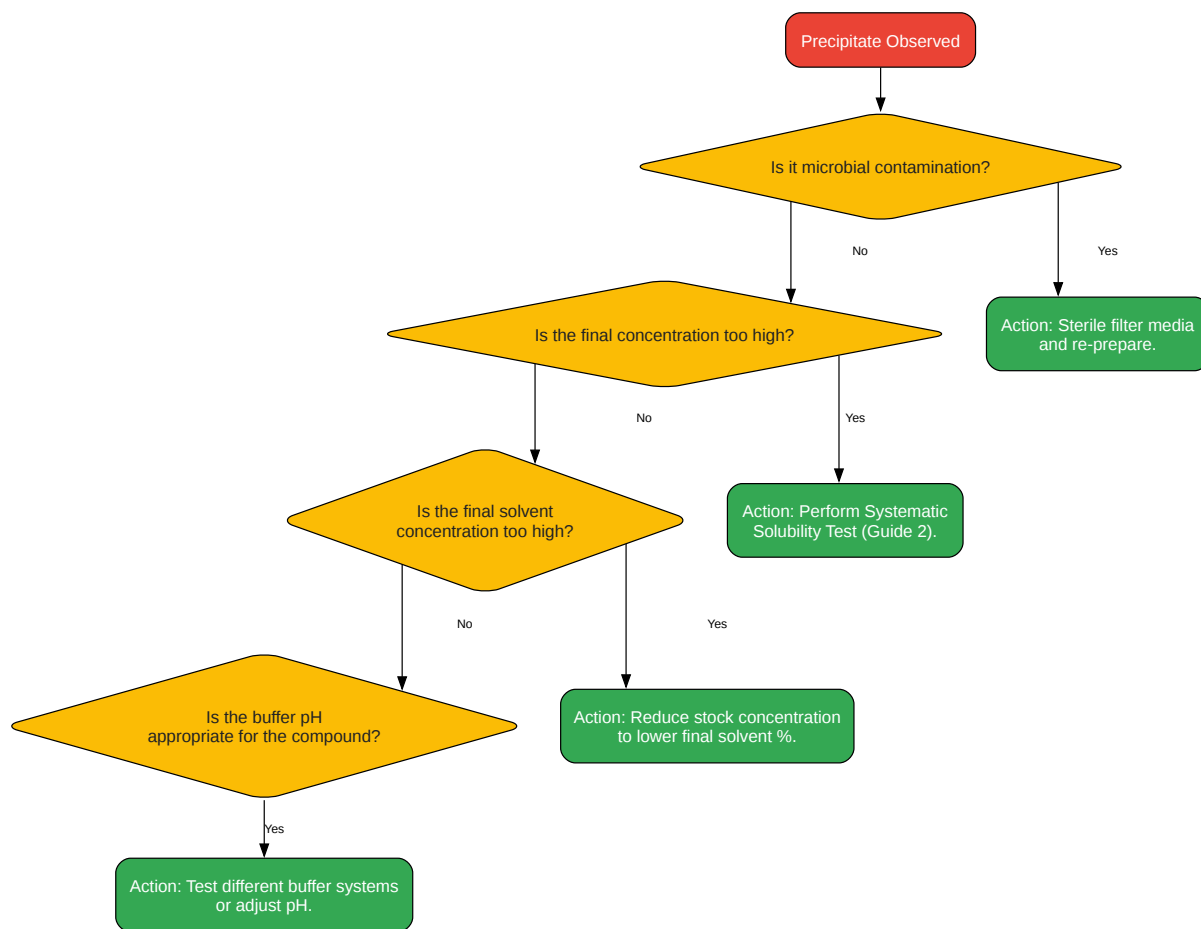 Precipitate Observed
Is it microbial contamination?
No
Yes
Is the final concentration too high?
Action: Sterile filter media
and re-prepare.
No
Yes
Is the final solvent
concentration too high?
Action: Perform Systematic
Solubility Test (Guide 2).
No
Yes
Is the buffer pH
appropriate for the compound?
Action: Reduce stock concentration
to lower final solvent %.
Yes
Action: Test different buffer systems
or adjust pH.